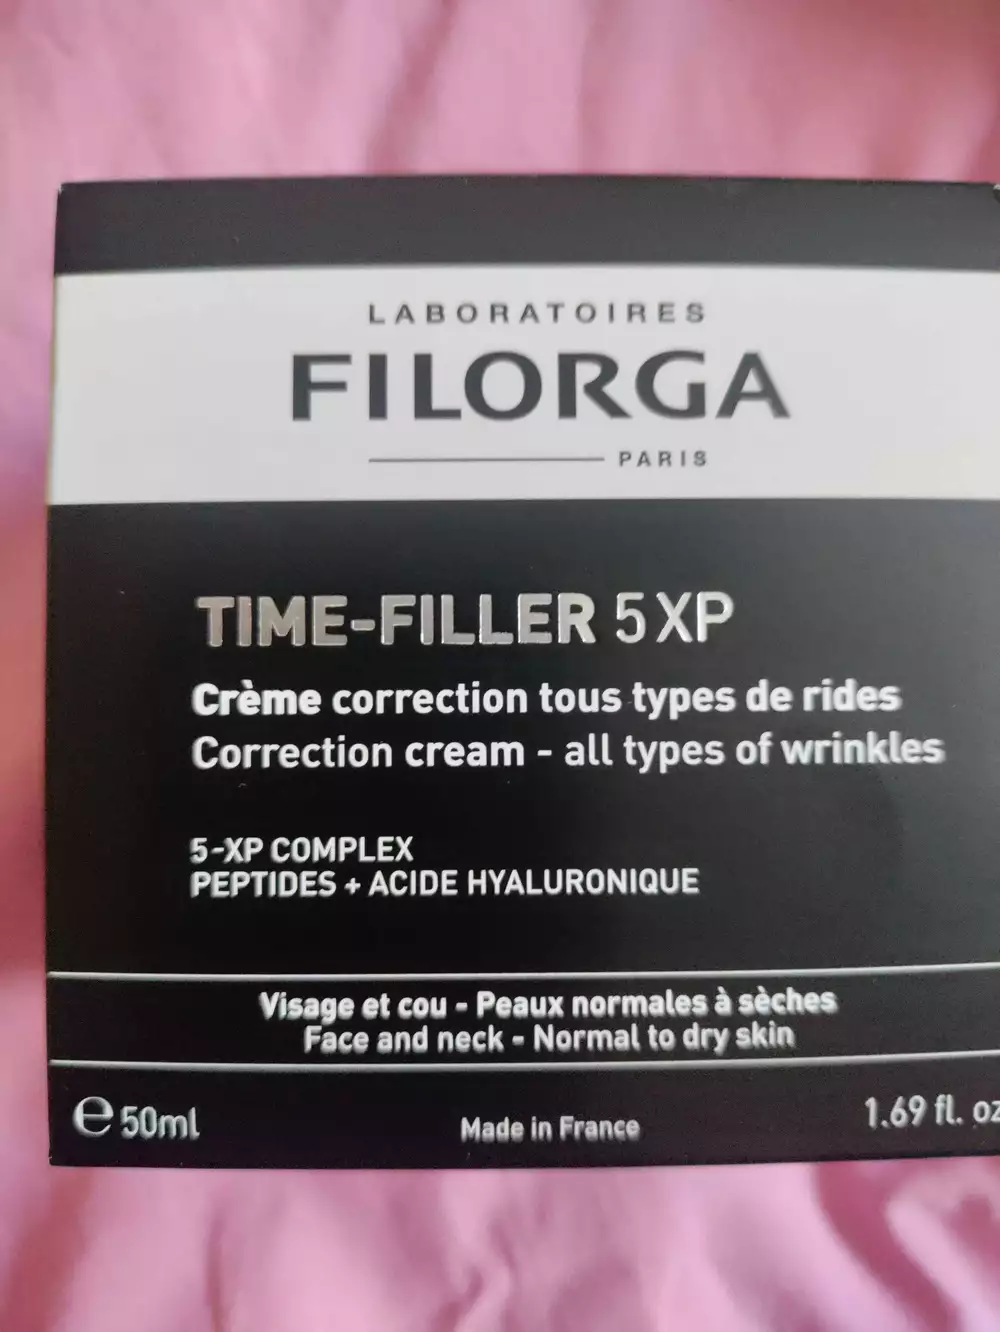 LABORATOIRES
FILORGA
PARIS
TIME-FILLER 5XP
Crème correction tous types de rides
Correction cream - all types of wrinkles
5-XP COMPLEX
PEPTIDES + ACIDE HYALURONIQUE
Visage et cou - Peaux normales à sèches
Face and neck - Normal to dry skin
℮50ml
Made in France
1.69 fl. oz